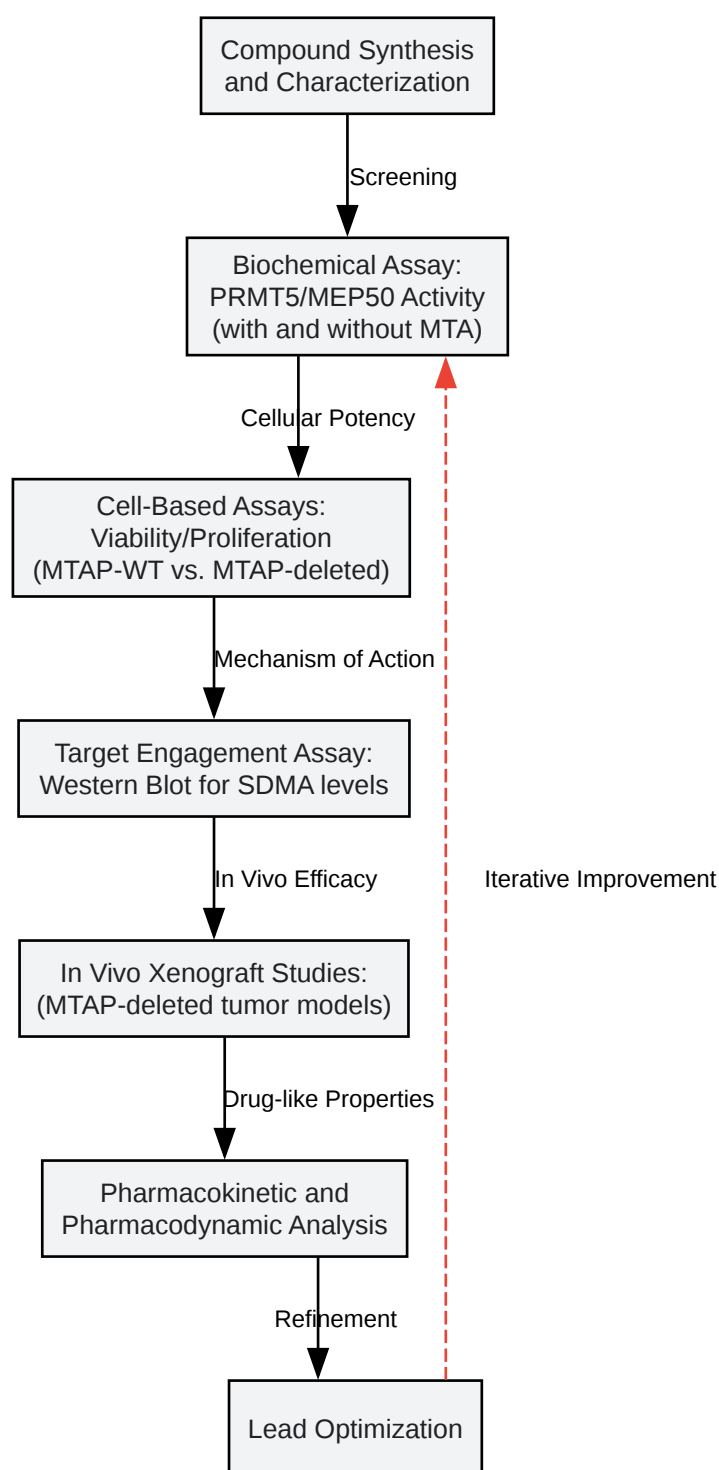 Compound Synthesis
and Characterization
Screening
Biochemical Assay:
PRMT5/MEP50 Activity
(with and without MTA)
Cellular Potency
Cell-Based Assays:
Viability/Proliferation
(MTAP-WT vs. MTAP-deleted)
Mechanism of Action
Target Engagement Assay:
Western Blot for SDMA levels
In Vivo Efficacy
Iterative Improvement
In Vivo Xenograft Studies:
(MTAP-deleted tumor models)
Drug-like Properties
Pharmacokinetic and
Pharmacodynamic Analysis
Refinement
Lead Optimization